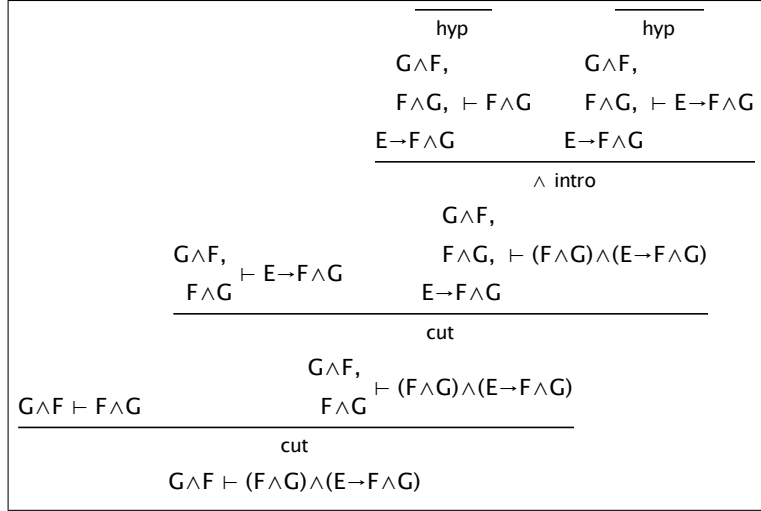 hyp hyp
G∧F, G∧F,
F∧G, ⊢ F∧G F∧G, ⊢ E→F∧G
E→F∧G E→F∧G
∧ intro
G∧F,
G∧F, F∧G, ⊢ (F∧G)∧(E→F∧G)
⊢ E→F∧G
F∧G E→F∧G
cut
G∧F,
⊢ (F∧G)∧(E→F∧G)
G∧F ⊢ F∧G F∧G
cut
G∧F ⊢ (F∧G)∧(E→F∧G)